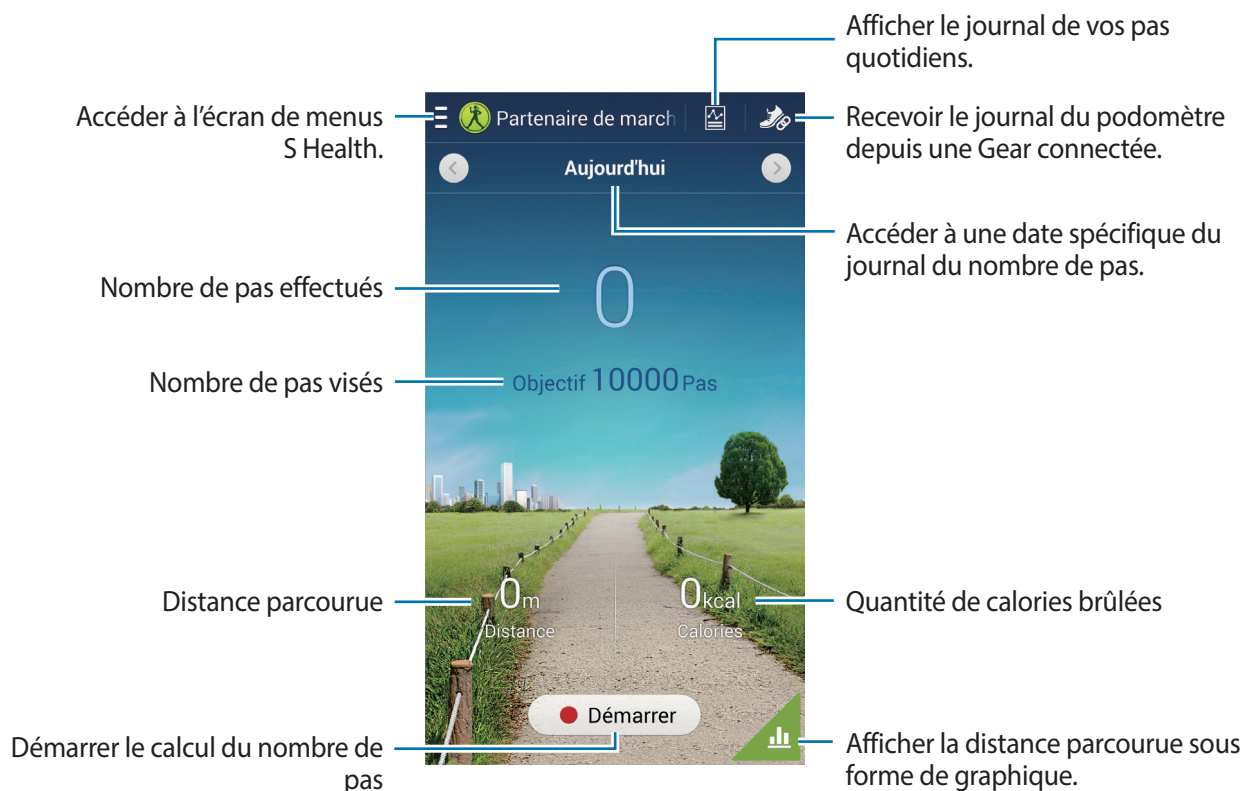 Afficher le journal de vos pas
quotidiens.
Accéder à l'écran de menus
S Health.
Partenaire de march
Recevoir le journal du podomètre
depuis une Gear connectée.
Aujourd'hui
Accéder à une date spécifique du
journal du nombre de pas.
Nombre de pas effectués
0
Nombre de pas visés
Objectif 10000 Pas
Distance parcourue
0m
Distance
0kcal
Calories
Quantité de calories brûlées
Démarrer
Démarrer le calcul du nombre de
pas
Afficher la distance parcourue sous
forme de graphique.